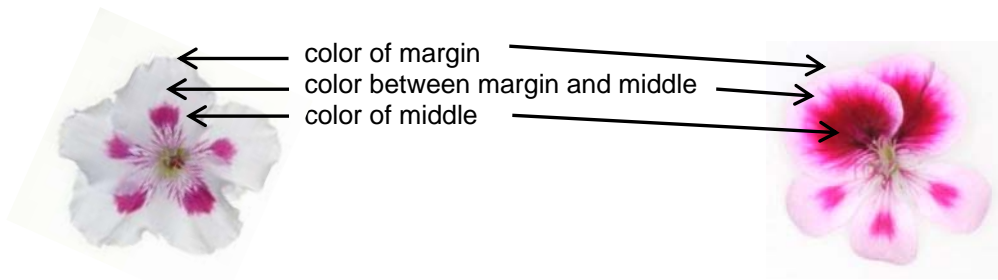 color of margin
color between margin and middle
color of middle